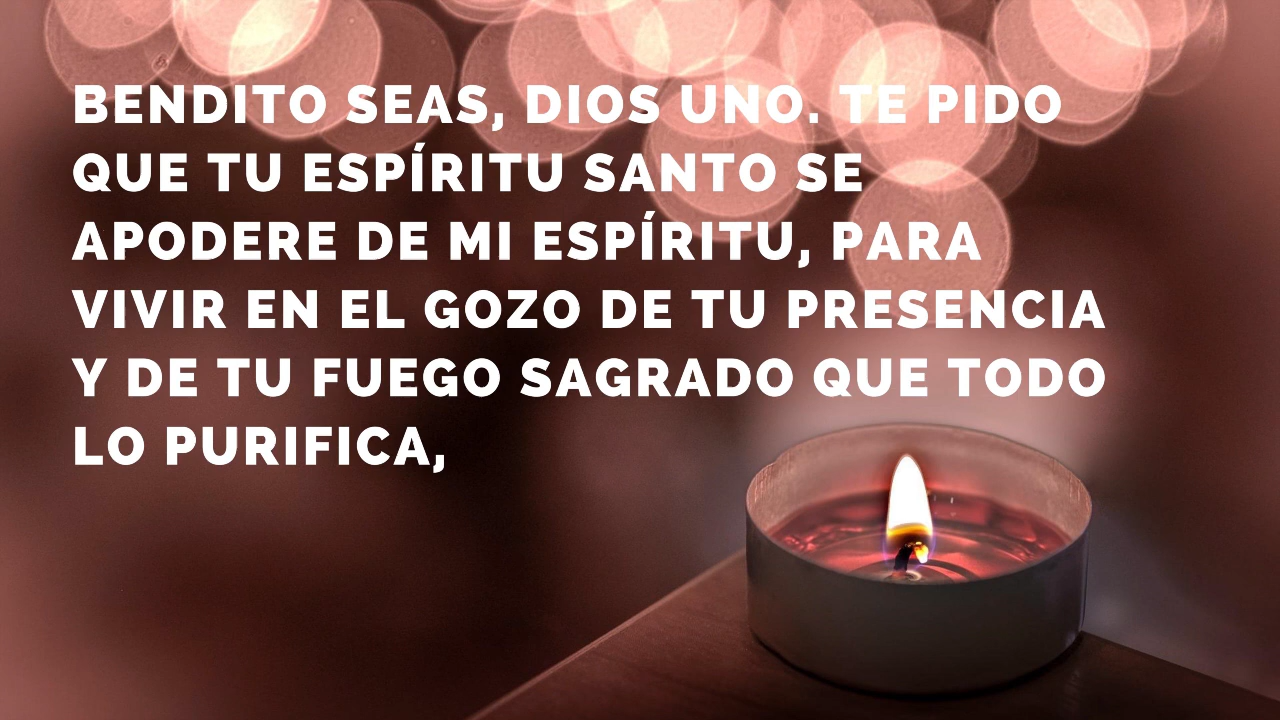 BENDITO SEAS, DIOS UNO. TE PIDO
QUE TU ESPÍRITU SANTO SE
APODERE DE MI ESPÍRITU, PARA
VIVIR EN EL GOZO DE TU PRESENCIA
Y DE TU FUEGO SAGRADO QUE TODO
LO PURIFICA,